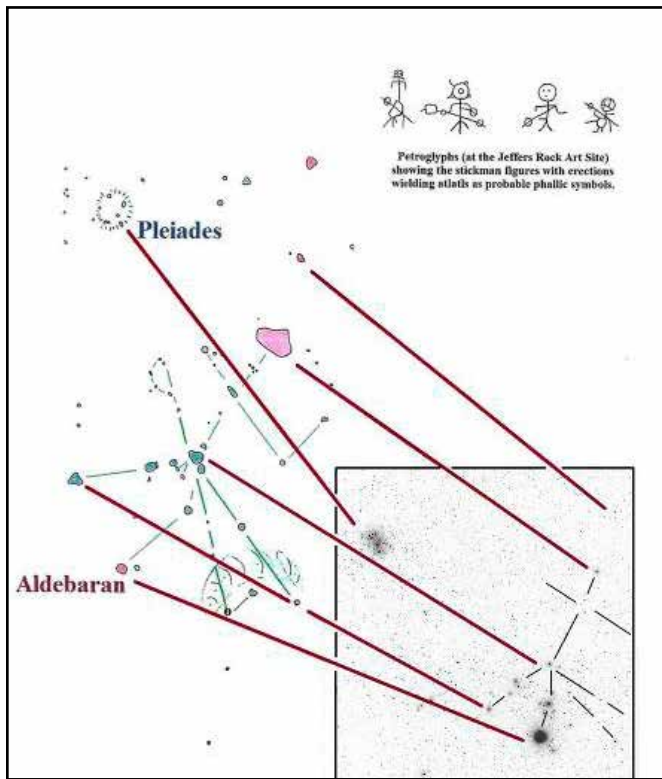 Petroglyphs (at the Jeffers Rock Art Site)
showing the stickman figures with erections
wielding atlatls as probable phallic symbols.
Pleiades
Aldebaran